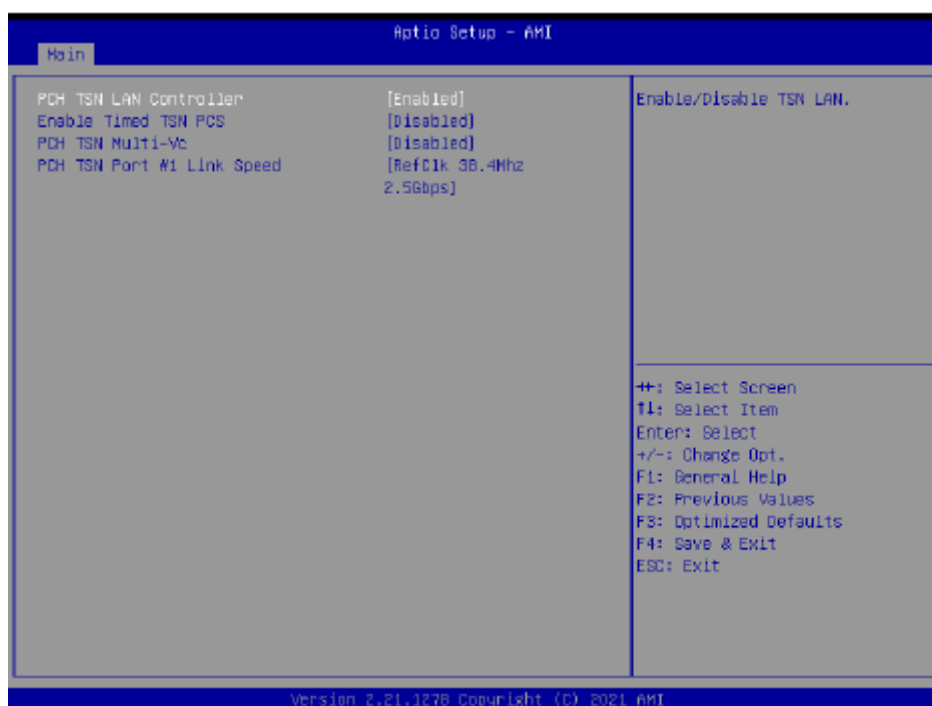 Aptio Setup - AMI
Main
PCH TSN LAN Controller [Enabled]
Enable Timed TSN PCS [Disabled]
PCH TSN Multi-Vc [Disabled]
PCH TSN Port #1 Link Speed [RefClk 38.4Mhz
2.5Gbps]
Enable/Disable TSN LAN.
→←: Select Screen
↑↓: Select Item
Enter: Select
+/-: Change Opt.
F1: General Help
F2: Previous Values
F3: Optimized Defaults
F4: Save & Exit
ESC: Exit
Version 2.21.1278 Copyright (C) 2021 AMI